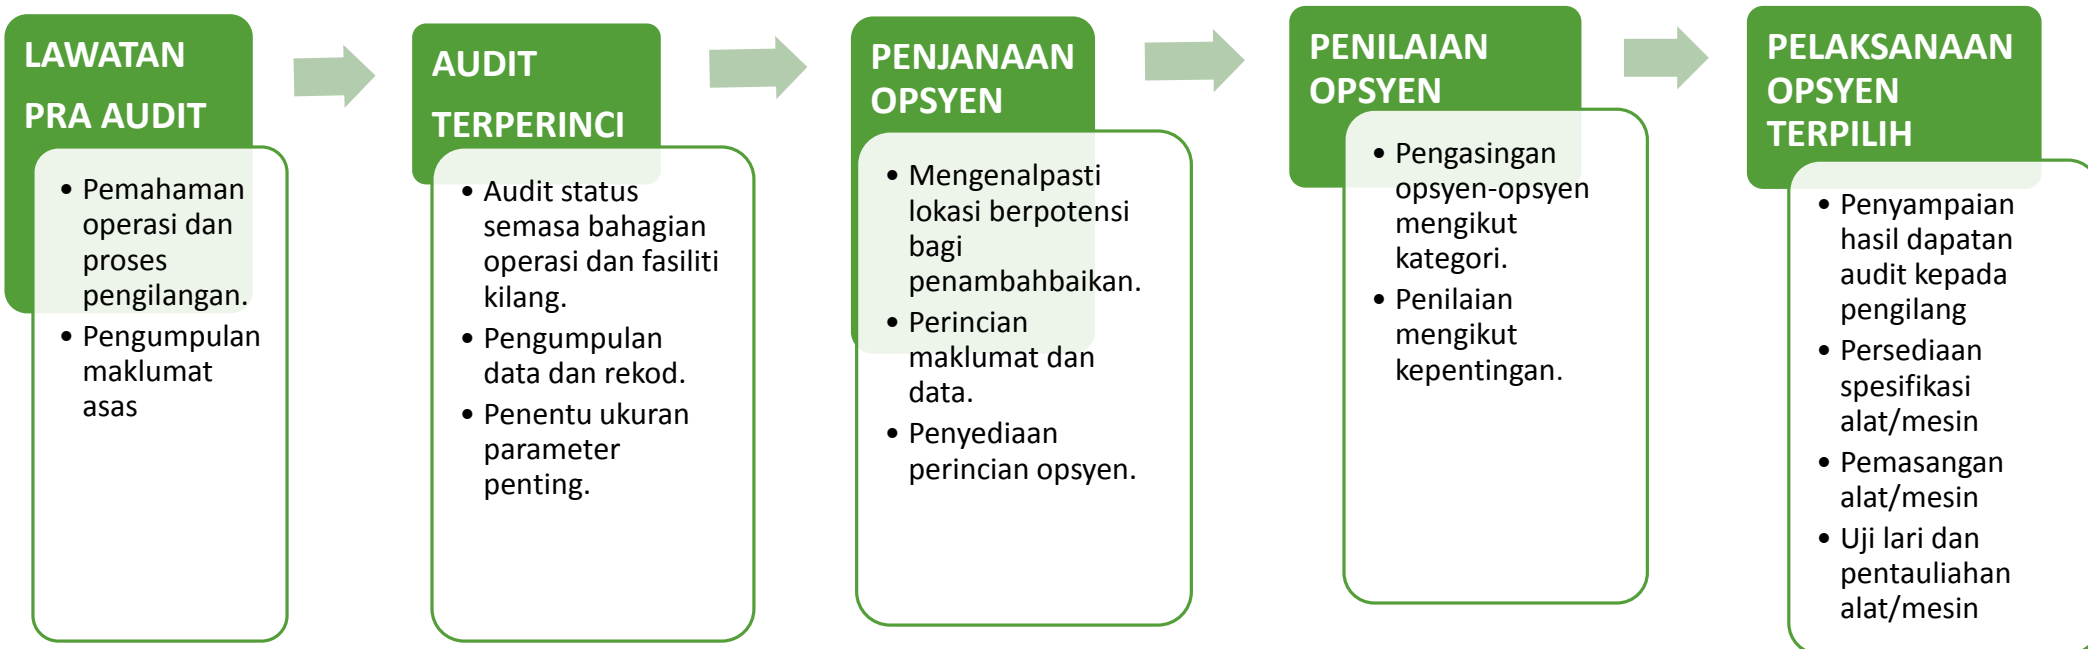 LAWATAN
PRA AUDIT
• Pemahaman
operasi dan
proses
pengilangan.
• Pengumpulan
maklumat
asas
AUDIT
TERPERINCI
• Audit status
semasa bahagian
operasi dan fasiliti
kilang.
• Pengumpulan
data dan rekod.
• Penentu ukuran
parameter
penting.
PENJANAAN
OPSYEN
• Mengenalpasti
lokasi berpotensi
bagi
penambahbaikan.
• Perincian
maklumat dan
data.
• Penyediaan
perincian opsyen.
PENILAIAN
OPSYEN
• Pengasingan
opsyen-opsyen
mengikut
kategori.
• Penilaian
mengikut
kepentingan.
PELAKSANAAN
OPSYEN
TERPILIH
• Penyampaian
hasil dapatan
audit kepada
pengilang
• Persediaan
spesifikasi
alat/mesin
• Pemasangan
alat/mesin
• Uji lari dan
pentauliahan
alat/mesin